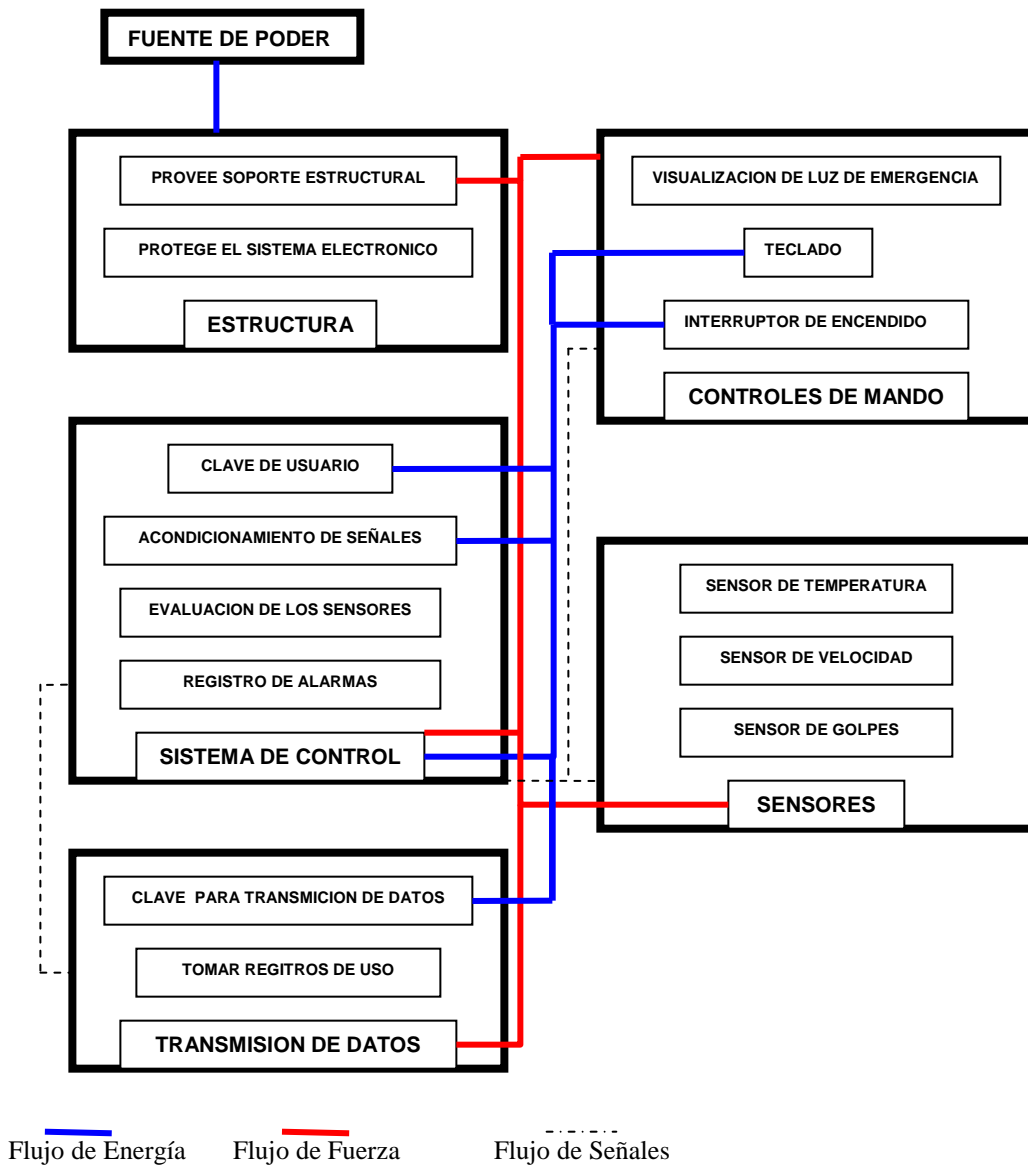 FUENTE DE PODER
PROVEE SOPORTE ESTRUCTURAL
PROTEGE EL SISTEMA ELECTRONICO
ESTRUCTURA
VISUALIZACION DE LUZ DE EMERGENCIA
TECLADO
INTERRUPTOR DE ENCENDIDO
CONTROLES DE MANDO
CLAVE DE USUARIO
ACONDICIONAMIENTO DE SEÑALES
EVALUACION DE LOS SENSORES
REGISTRO DE ALARMAS
SISTEMA DE CONTROL
SENSOR DE TEMPERATURA
SENSOR DE VELOCIDAD
SENSOR DE GOLPES
SENSORES
CLAVE PARA TRANSMICION DE DATOS
TOMAR REGITROS DE USO
TRANSMISION DE DATOS
Flujo de Energía
Flujo de Fuerza
Flujo de Señales